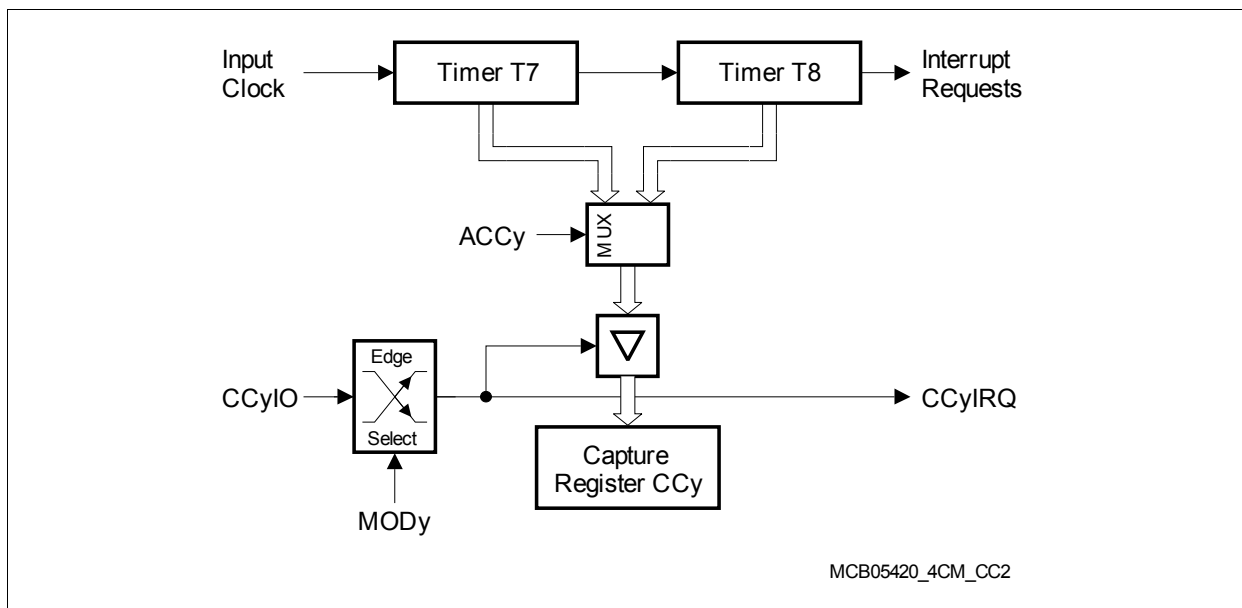 Input
Clock
Timer T7
Timer T8
Interrupt
Requests
MUX
ACCy
Edge
CCyIO
CCyIRQ
Select
Capture
Register CCy
MODy
MCB05420_4CM_CC2